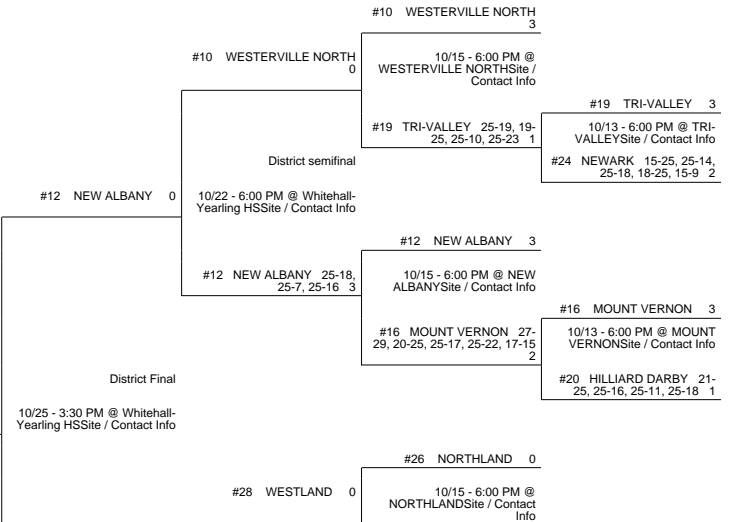 #10 WESTERVILLE NORTH
3
10/15 - 6:00 PM @
WESTERVILLE NORTHSite /
Contact Info
#10 WESTERVILLE NORTH
0
#19 TRI-VALLEY 3
10/13 - 6:00 PM @ TRI-
VALLEYSite / Contact Info
#19 TRI-VALLEY 25-19, 19-
25, 25-10, 25-23 1
#24 NEWARK 15-25, 25-14,
25-18, 18-25, 15-9 2
District semifinal
10/22 - 6:00 PM @ Whitehall-
Yearling HSSite / Contact Info
#12 NEW ALBANY 0
#12 NEW ALBANY 3
10/15 - 6:00 PM @ NEW
ALBANYSite / Contact Info
#12 NEW ALBANY 25-18,
25-7, 25-16 3
#16 MOUNT VERNON 3
10/13 - 6:00 PM @ MOUNT
VERNONSite / Contact Info
#16 MOUNT VERNON 27-
29, 20-25, 25-17, 25-22, 17-15
2
#20 HILLIARD DARBY 21-
25, 25-16, 25-11, 25-18 1
District Final
10/25 - 3:30 PM @ Whitehall-
Yearling HSSite / Contact Info
#26 NORTHLAND 0
10/15 - 6:00 PM @
NORTHLANDSite / Contact
Info
#28 WESTLAND 0